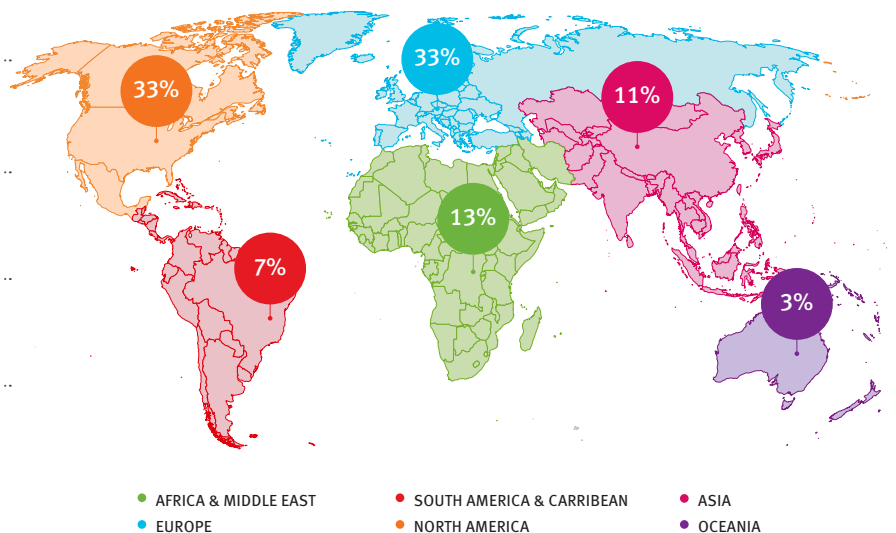 33%
33%
11%
13%
7%
3%
AFRICA & MIDDLE EAST
SOUTH AMERICA & CARRIBEAN
ASIA
EUROPE
NORTH AMERICA
OCEANIA